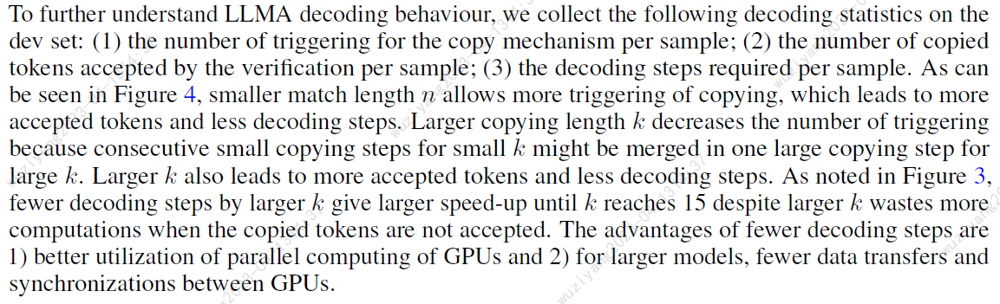 To further understand LLMA decoding behaviour, we collect the following decoding statistics on the
dev set: (1) the number of triggering for the copy mechanism per sample; (2) the number of copied
tokens accepted by the verification per sample; (3) the decoding steps required per sample. As can
be seen in Figure 4, smaller match length n allows more triggering of copying, which leads to more
accepted tokens and less decoding steps. Larger copying length k decreases the number of triggering
because consecutive small copying steps for small k might be merged in one large copying step for
large k. Larger k also leads to more accepted tokens and less decoding steps. As noted in Figure 3,
fewer decoding steps by larger k give larger speed-up until k reaches 15 despite larger k wastes more
computations when the copied tokens are not accepted. The advantages of fewer decoding steps are
1) better utilization of parallel computing of GPUs and 2) for larger models, fewer data transfers and
synchronizations between GPUs.